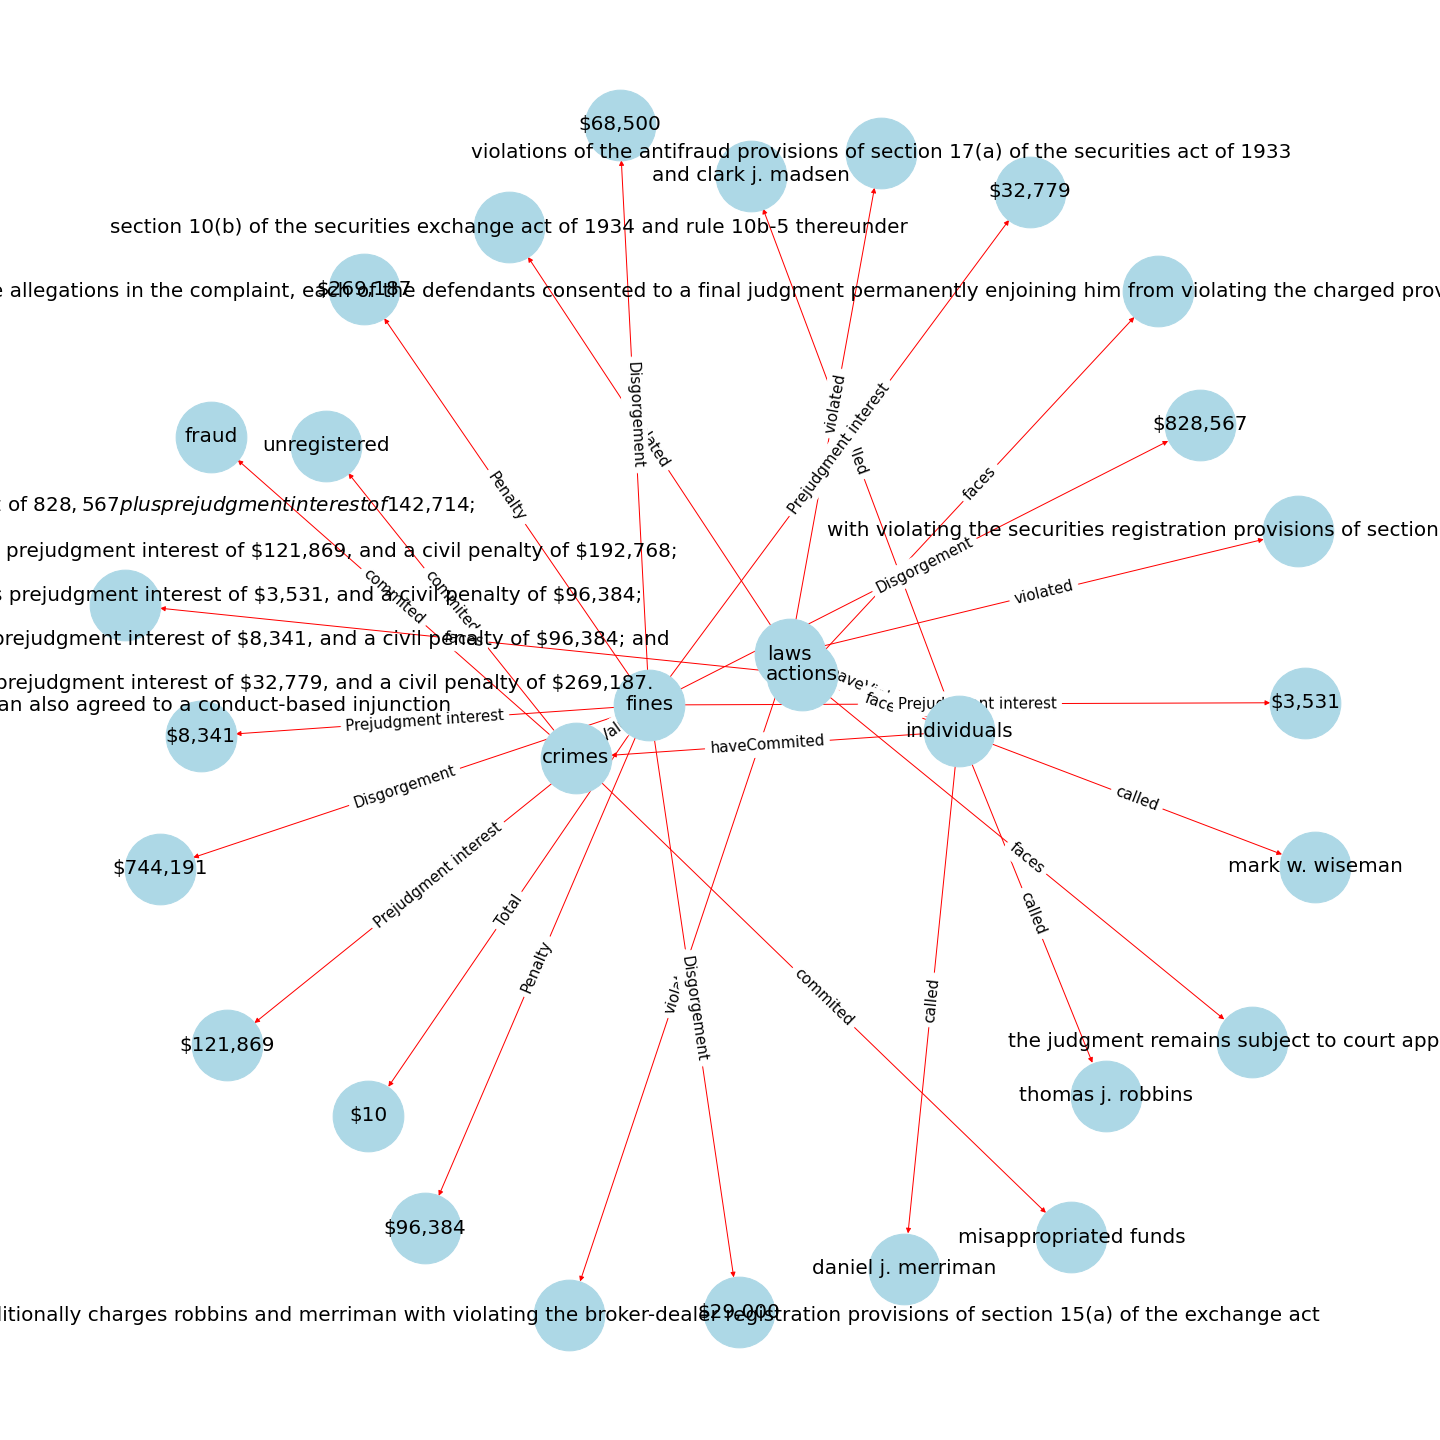 $68,500
violations of the antifraud provisions of section 17(a) of the securities act of 1933
and clark j. madsen
$32,779
section 10(b) of the securities exchange act of 1934 and rule 10b-5 thereunder
$269,187
allegations in the complaint, each of the defendants consented to a final judgment permanently enjoining him from violating the charged
Disgorgement
violated
Prejudgment interest
$828,567
fraud
unregistered
faces
Penalty
of 828,567plusprejudgmentinterestof142,714;
with violating the securities registration provisions of section
prejudgment interest of $121,869, and a civil penalty of $192,768;
Disgorgement
commited
commited
violated
prejudgment interest of $3,531, and a civil penalty of $96,384;
faces
prejudgment interest of $8,341, and a civil penalty of $96,384; and
laws
actions
prejudgment interest of $32,779, and a civil penalty of $269,187.
also agreed to a conduct-based injunction
fines
Prejudgment interest
$3,531
Prejudgment interest
$8,341
individuals
haveCommited
crimes
Disgorgement
called
Prejudgment interest
faces
$744,191
mark w. wiseman
Total
called
Penalty
commited
called
Disgorgement
$121,869
the judgment remains subject to court
thomas j. robbins
$10
$96,384
misappropriated funds
daniel j. merriman
$29,009
charges robbins and merriman with violating the broker-dealer registration provisions of section 15(a) of the exchange act